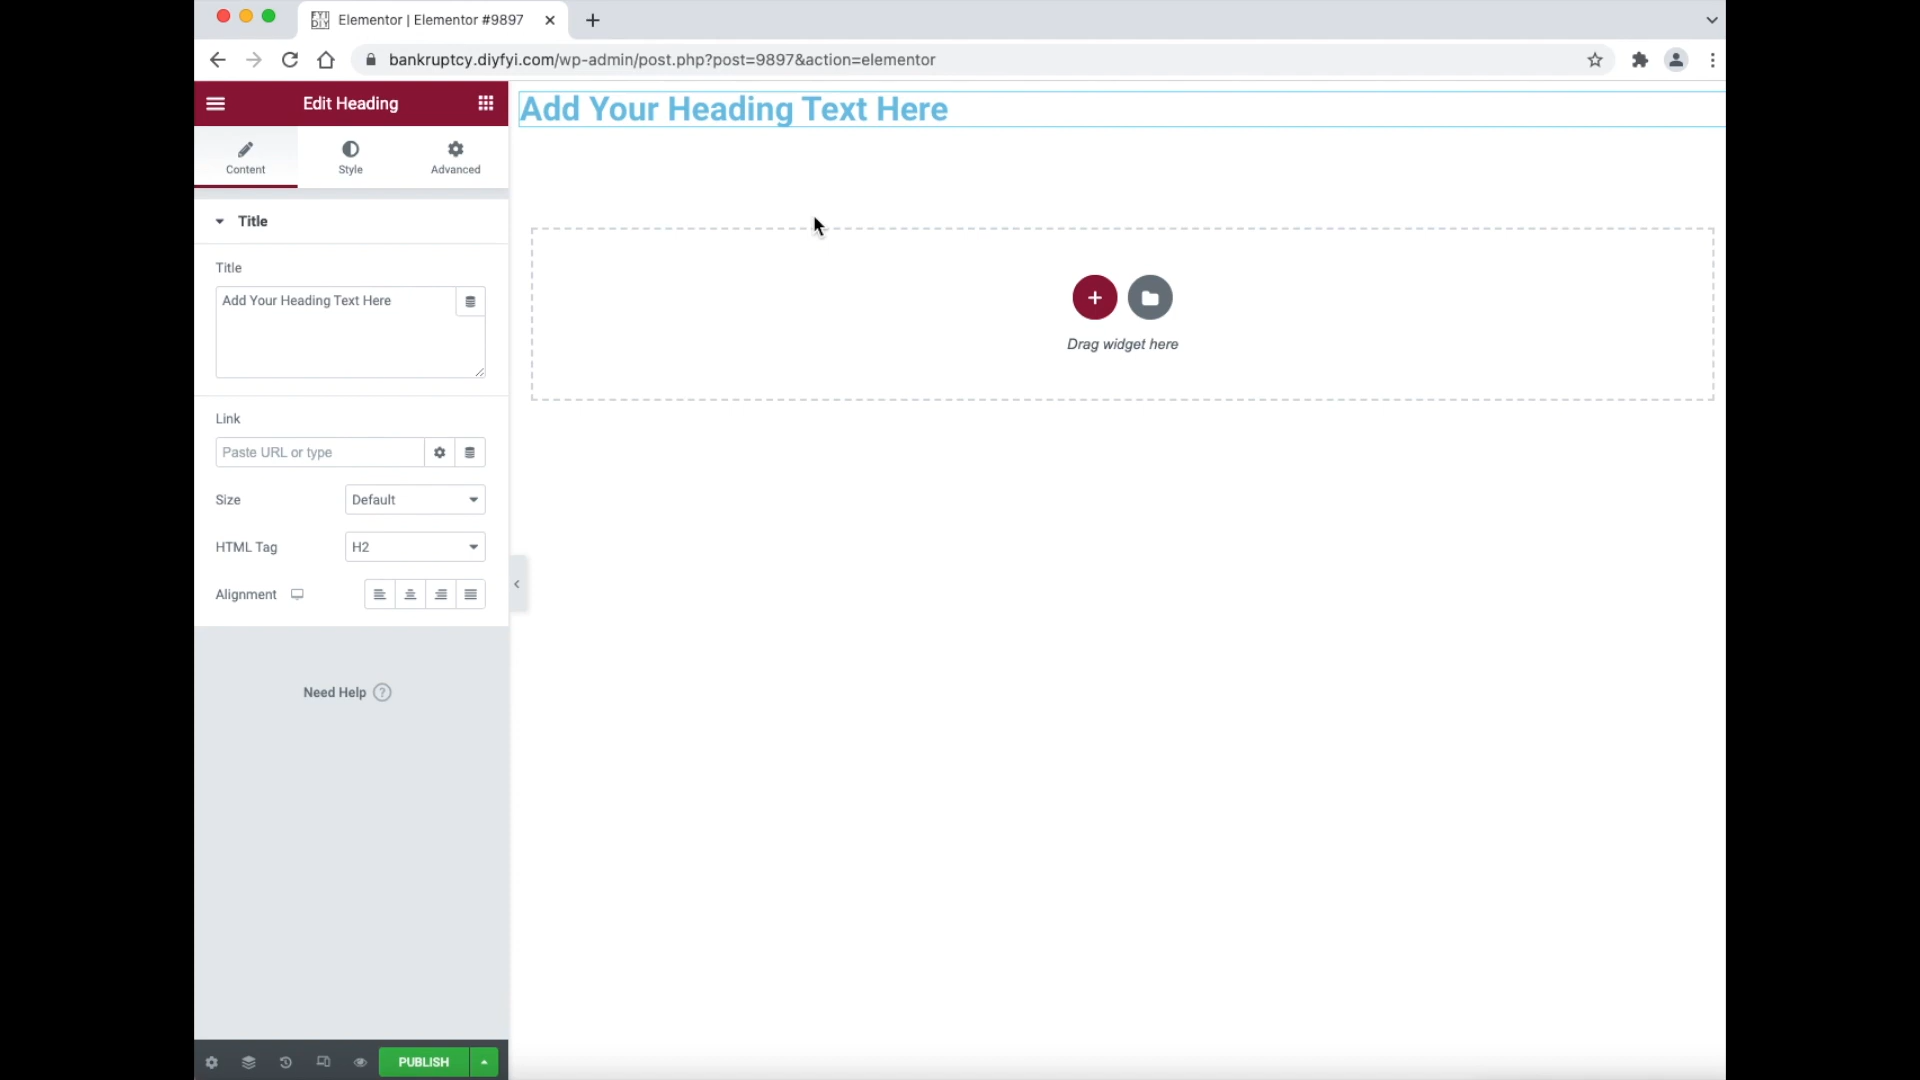 FYI
DIY
Elementor | Elementor #9897
bankruptcy.diyfyi.com/wp-admin/post.php?post=9897&action=elementor
Edit Heading
Add Your Heading Text Here
Content
Style
Advanced
Title
Title
Add Your Heading Text Here
Drag widget here
Link
Paste URL or type
Size
Default
HTML Tag
H2
Alignment
Need Help ?
PUBLISH